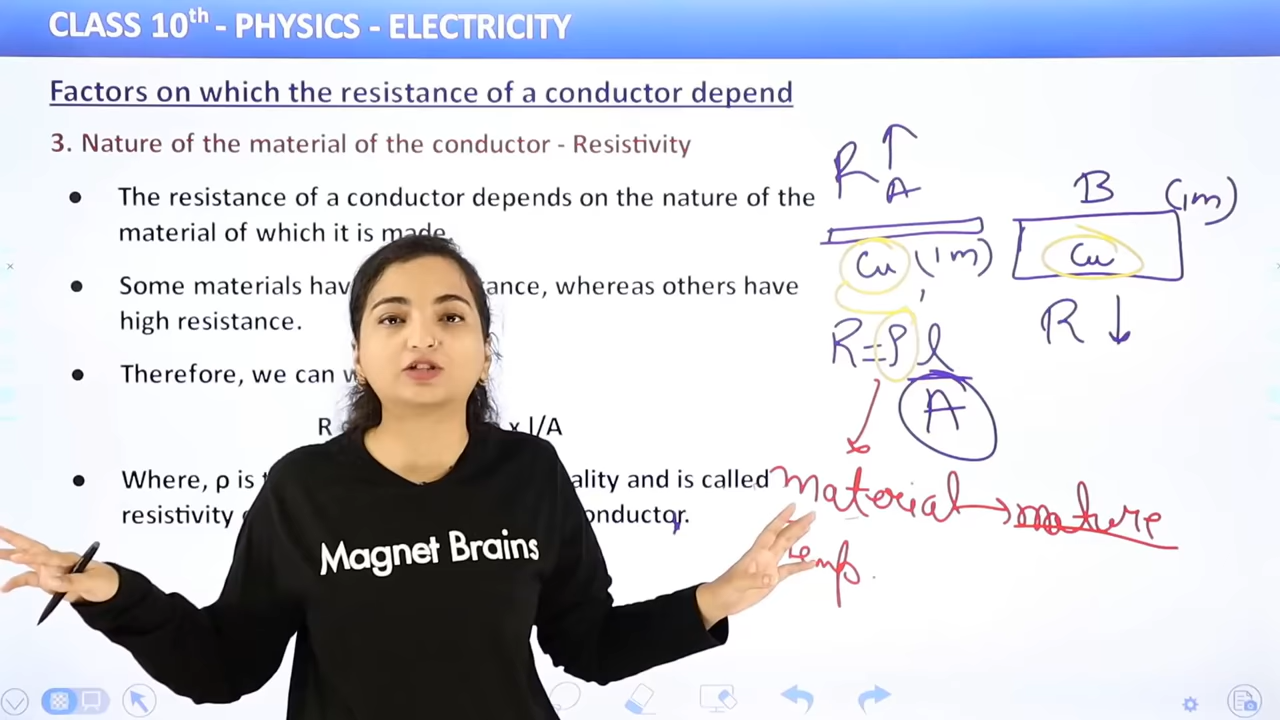 CLASS 10th - PHYSICS - ELECTRICITY
Factors on which the resistance of a conductor depend
3. Nature of the material of the conductor - Resistivity
● The resistance of a conductor depends on the nature of the
material of which it is made.
● Some materials have ance, whereas others have
high resistance.
● Therefore, we can
R x l/A
● Where, ρ is ality and is called
resistivity onductor.
R ↑
A
Cu (1m)
B (1m)
Cu
R ↓
R = ρ l
A
material → nature
temp
Magnet Brains